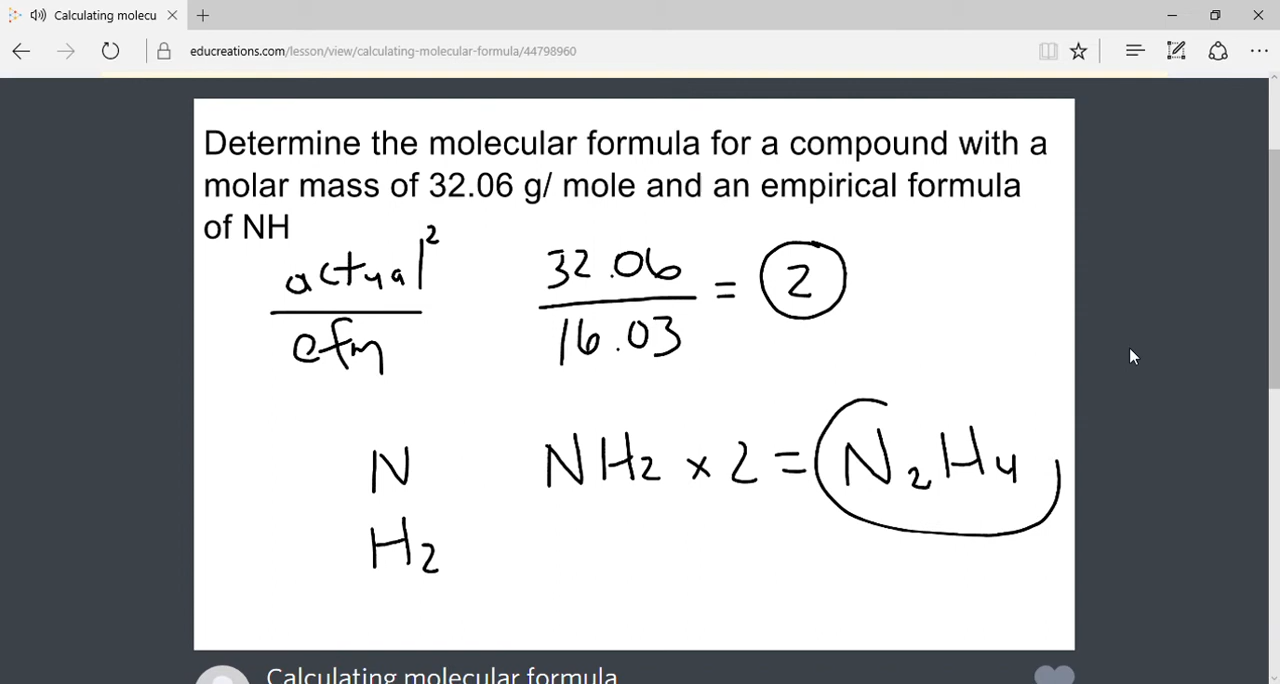 Calculating molecu
educreations.com/lesson/view/calculating-molecular-formula/44798960
Determine the molecular formula for a compound with a
molar mass of 32.06 g/ mole and an empirical formula
of NH 2
actual
efm
32.06
16.03
= 2
N
H2
NH2 x 2 = N2H4
Calculating molecular formula